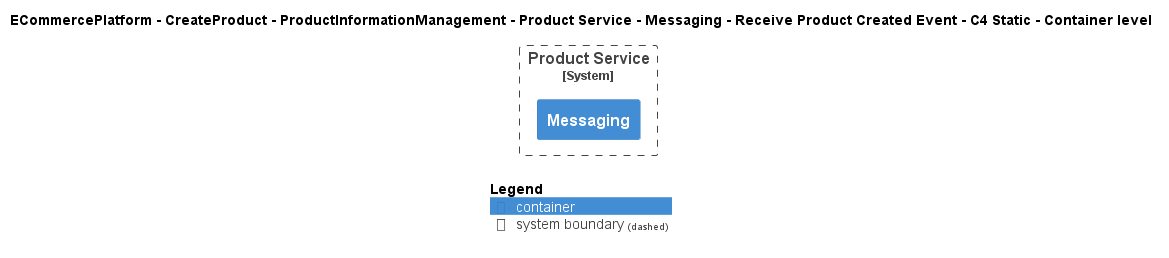 ECommercePlatform - CreateProduct - ProductInformationManagement - Product Service - Messaging - Receive Product Created Event - C4 Static - Container level
Product Service
[System]
Messaging
Legend
container
system boundary (dashed)